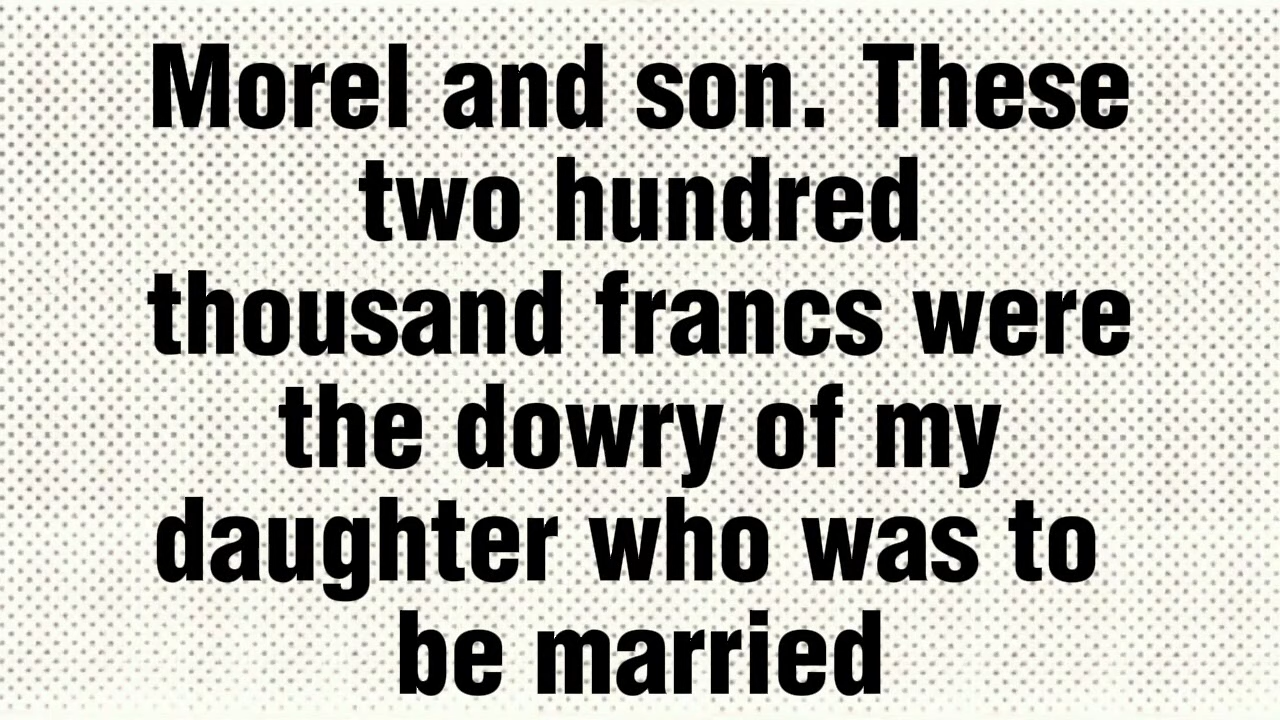 Morel and son. These
two hundred
thousand francs were
the dowry of my
daughter who was to
be married